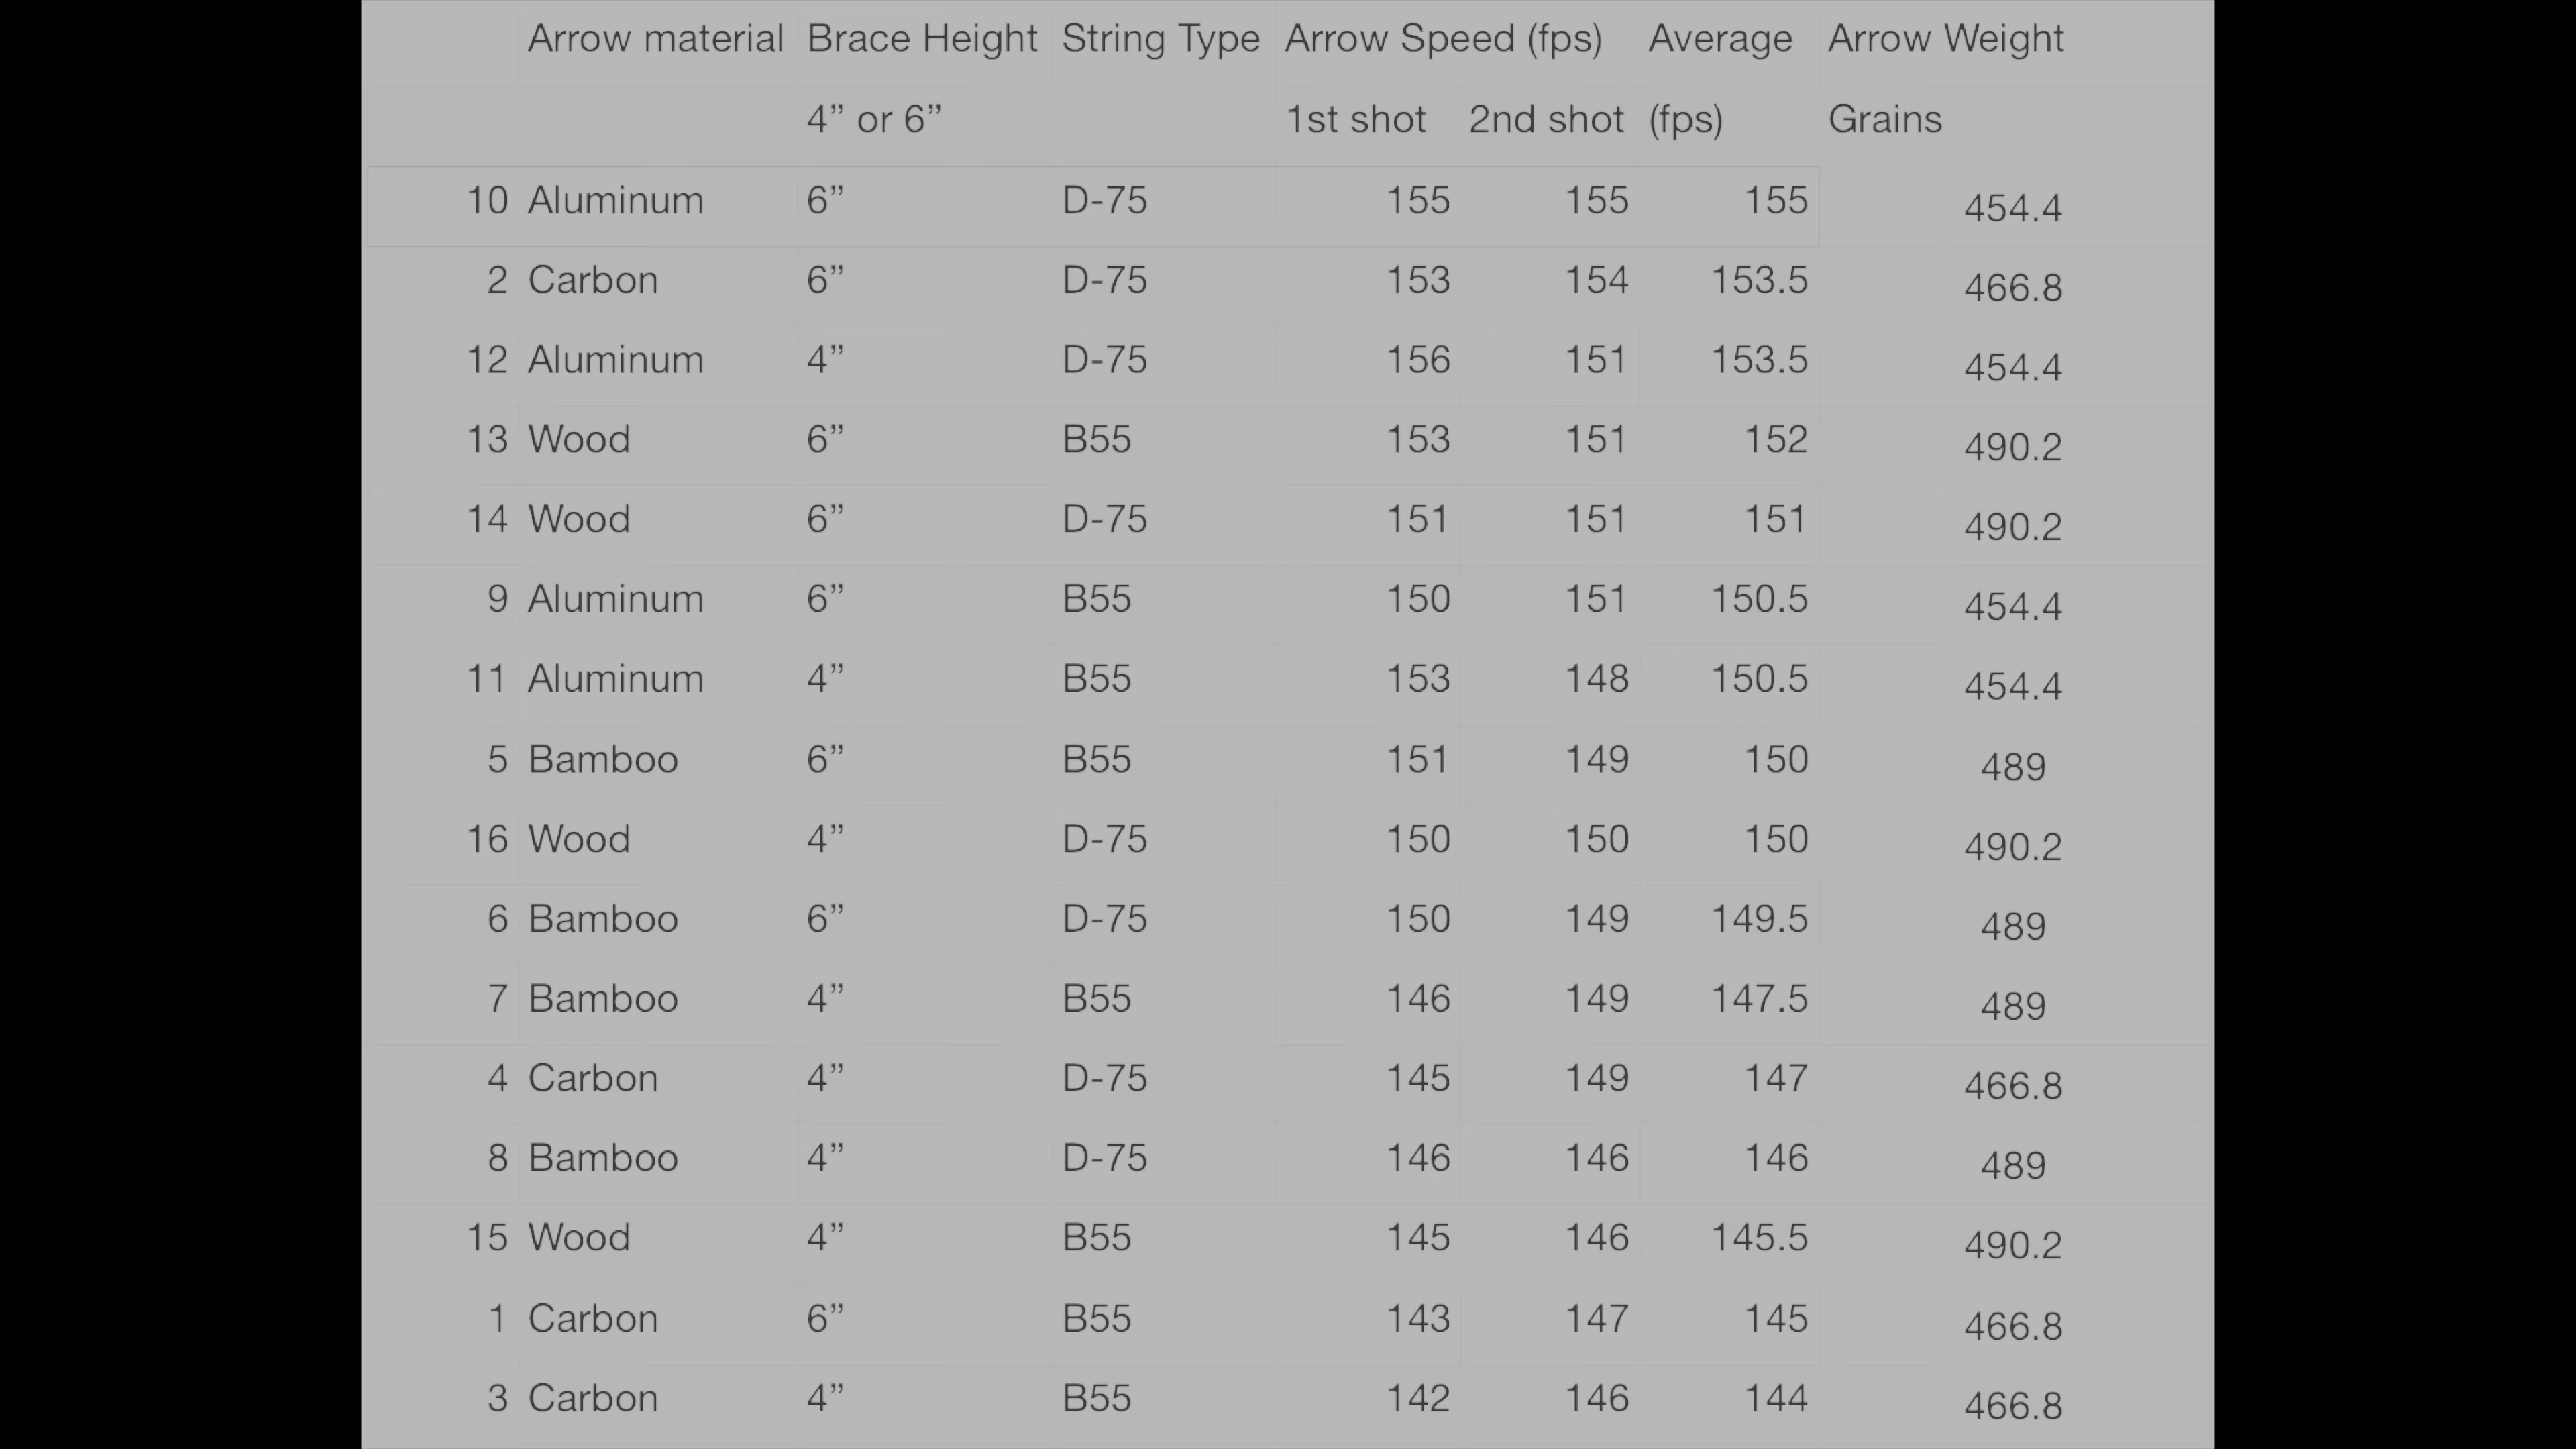 Arrow material Brace Height String Type Arrow Speed (fps) Average Arrow Weight
4” or 6” 1st shot 2nd shot (fps) Grains
10 Aluminum 6” D-75 155 155 155 454.4
2 Carbon 6” D-75 153 154 153.5 466.8
12 Aluminum 4” D-75 156 151 153.5 454.4
13 Wood 6” B55 153 151 152 490.2
14 Wood 6” D-75 151 151 151 490.2
9 Aluminum 6” B55 150 151 150.5 454.4
11 Aluminum 4” B55 153 148 150.5 454.4
5 Bamboo 6” B55 151 149 150 489
16 Wood 4” D-75 150 150 150 490.2
6 Bamboo 6” D-75 150 149 149.5 489
7 Bamboo 4” B55 146 149 147.5 489
4 Carbon 4” D-75 145 149 147 466.8
8 Bamboo 4” D-75 146 146 146 489
15 Wood 4” B55 145 146 145.5 490.2
1 Carbon 6” B55 143 147 145 466.8
3 Carbon 4” B55 142 146 144 466.8